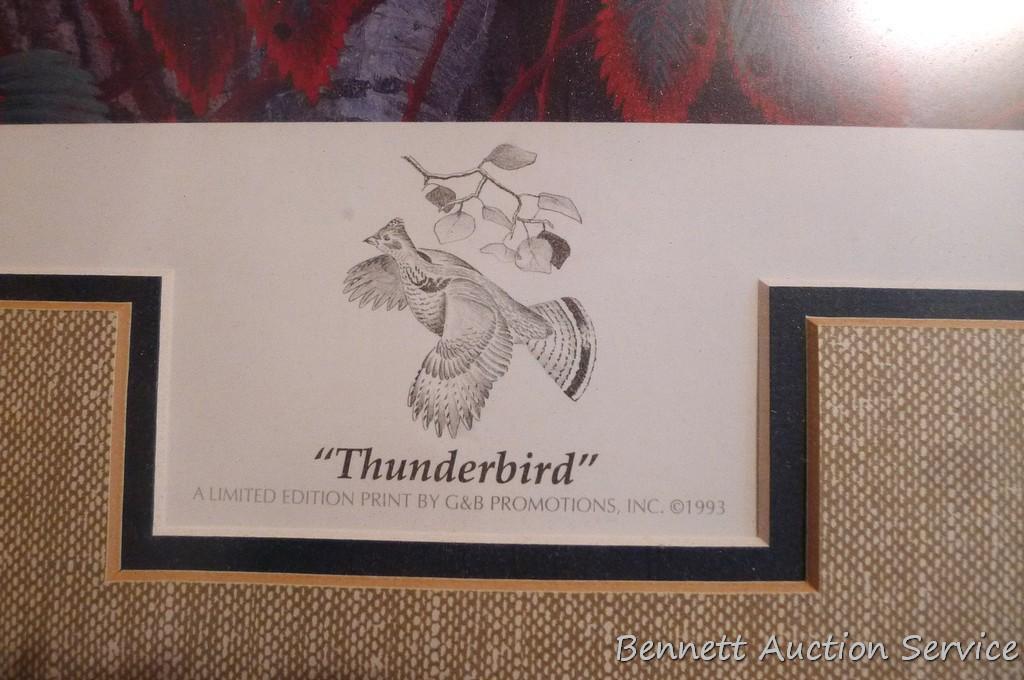 “Thunderbird”
A LIMITED EDITION PRINT BY G&B PROMOTIONS, INC. ©1993
Bennett Auction Service